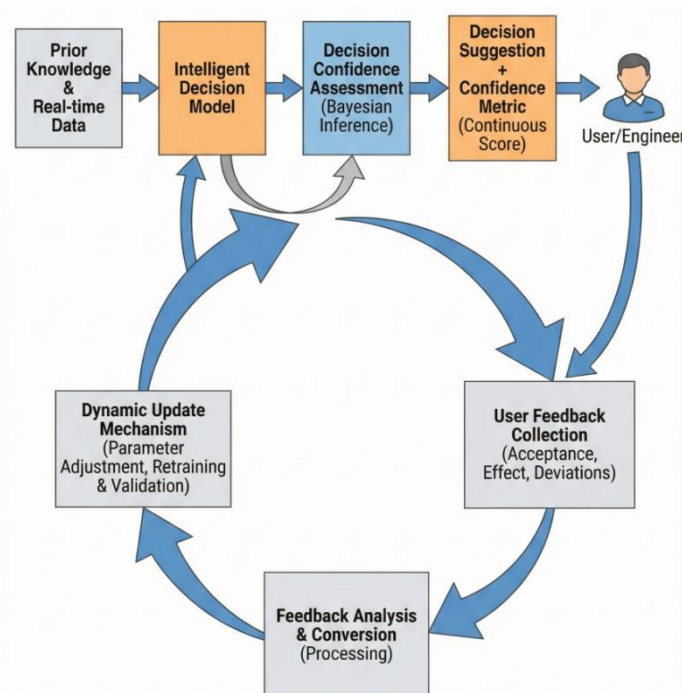 Prior
Knowledge
&
Real-time
Data
Intelligent
Decision
Model
Decision
Confidence
Assessment
(Bayesian
Inference)
Decision
Suggestion
+
Confidence
Metric
(Continuous
Score)
User/Engineer
Dynamic Update
Mechanism
(Parameter
Adjustment, Retraining
& Validation)
User Feedback
Collection
(Acceptance,
Effect, Deviations)
Feedback Analysis
& Conversion
(Processing)